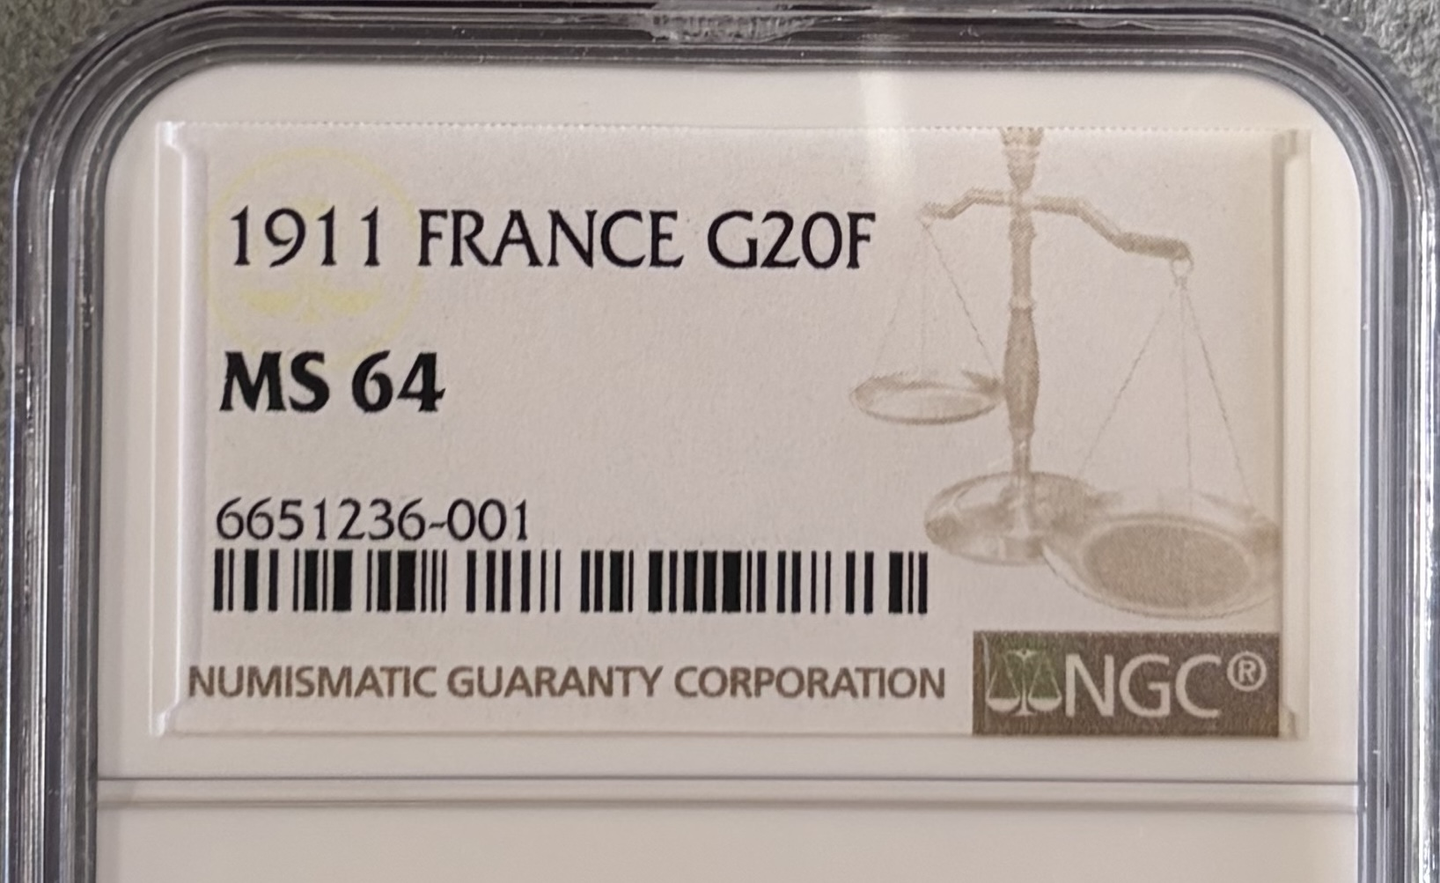 1911 FRANCE G20F
MS 64
6651236-001
NUMISMATIC GUARANTY CORPORATION
NGC®